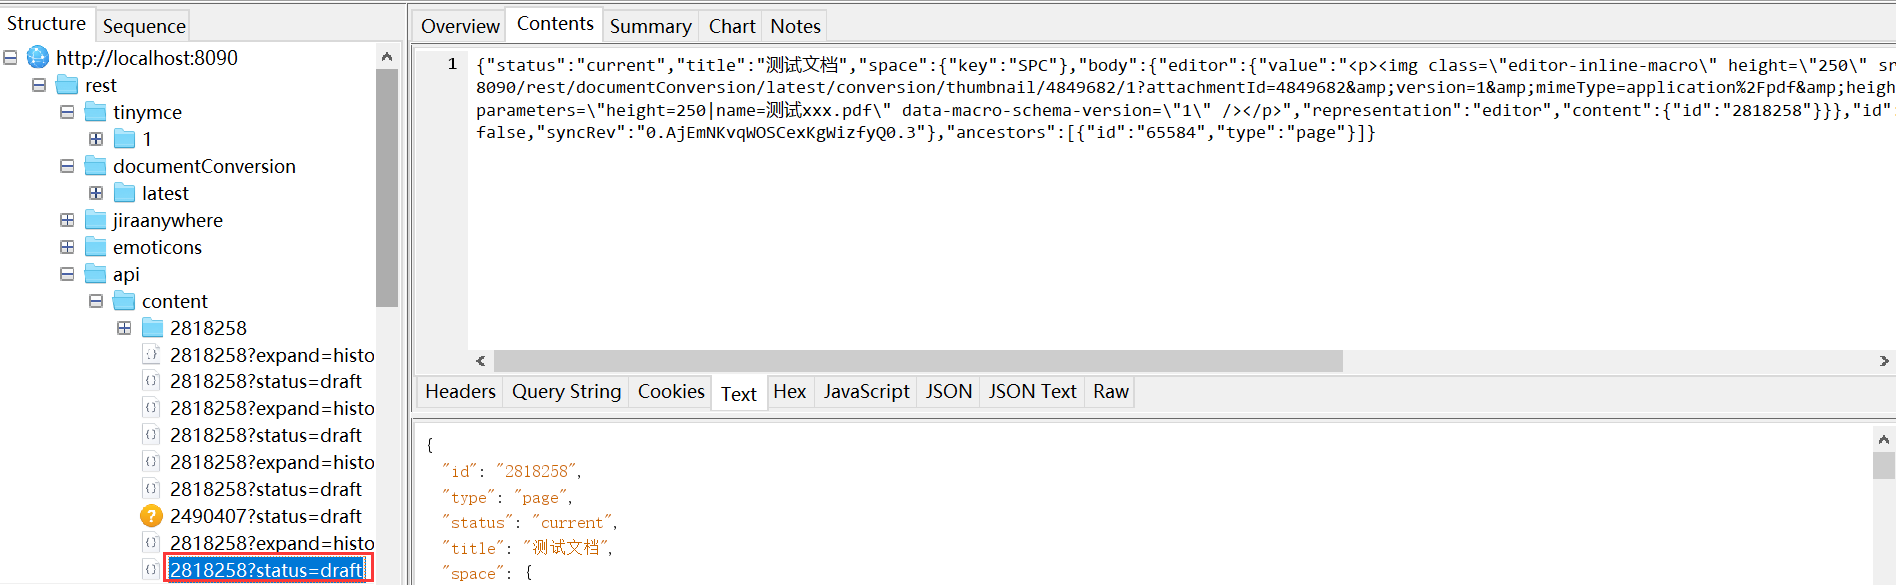 Structure Sequence
http://localhost:8090
rest
tinymce
1
documentConversion
latest
jiraanywhere
emoticons
api
content
2818258
2818258?expand=histo
2818258?status=draft
2818258?expand=histo
2818258?status=draft
2818258?expand=histo
2818258?status=draft
2490407?status=draft
2818258?expand=histo
2818258?status=draft
Overview Contents Summary Chart Notes
1 {"status":"current","title":"测试文档","space":{"key":"SPC"},"body":{"editor":{"value":"<p><img class=\"editor-inline-macro\" height=\"250\" sr
8090/rest/documentConversion/latest/conversion/thumbnail/4849682/1?attachmentId=4849682&amp;version=1&amp;mimeType=application%2Fpdf&amp;heigh
parameters=\"height=250|name=测试xxx.pdf\" data-macro-schema-version=\"1\" /></p>","representation":"editor","content":{"id":"2818258"}}},"id":
false,"syncRev":"0.AjEmNKvqWOSCexKgWizfyQ0.3"},"ancestors":[{"id":"65584","type":"page"}]}
Headers Query String Cookies Text Hex JavaScript JSON JSON Text Raw
{
"id": "2818258",
"type": "page",
"status": "current",
"title": "测试文档",
"space": {